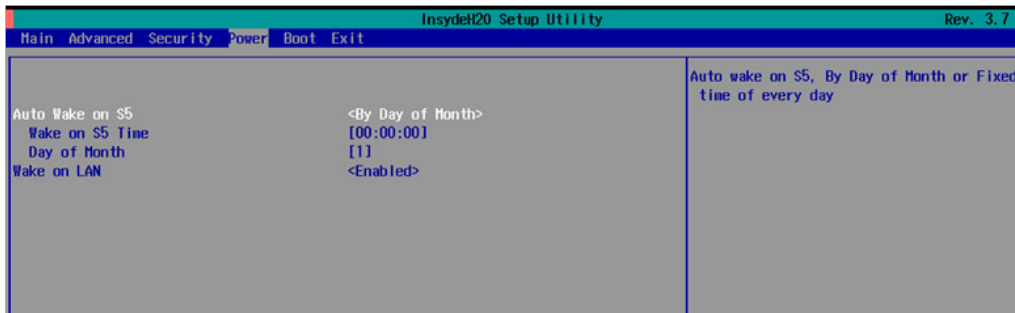 InsydeH2O Setup Utility Rev. 3.7
Main Advanced Security Power Boot Exit
Auto Wake on S5 <By Day of Month>
Wake on S5 Time [00:00:00]
Day of Month [1]
Wake on LAN <Enabled>
Auto wake on S5, By Day of Month or Fixed
time of every day